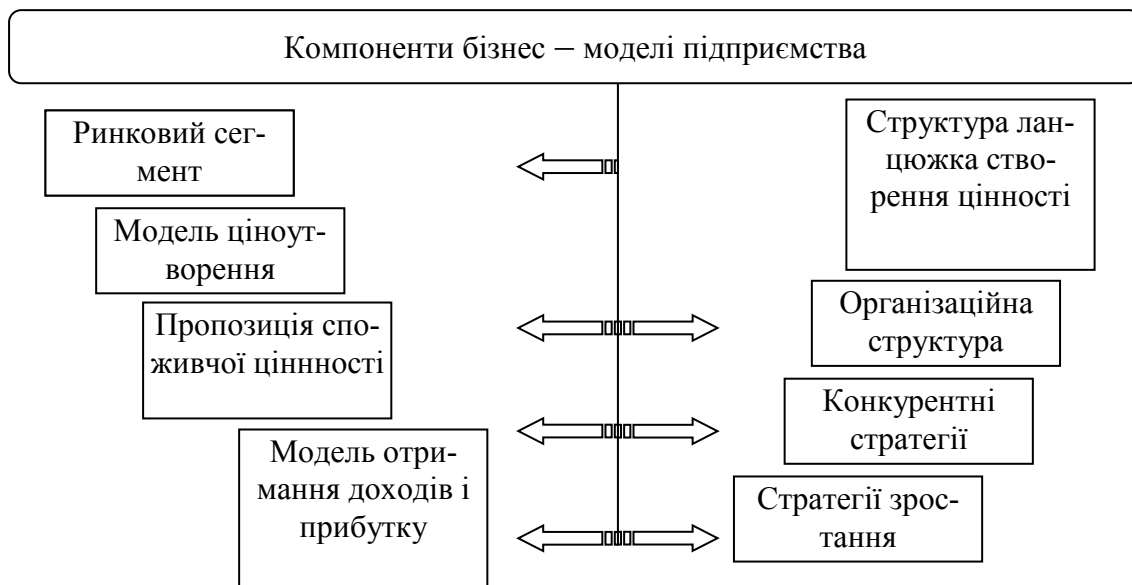 Компоненти бізнес – моделі підприємства
Ринковий сег-
мент
Модель ціноут-
ворення
Пропозиція спо-
живчої ціннності
Модель отри-
мання доходів і
прибутку
Структура лан-
цюжка ство-
рення цінності
Організаційна
структура
Конкурентні
стратегії
Стратегії зрос-
тання